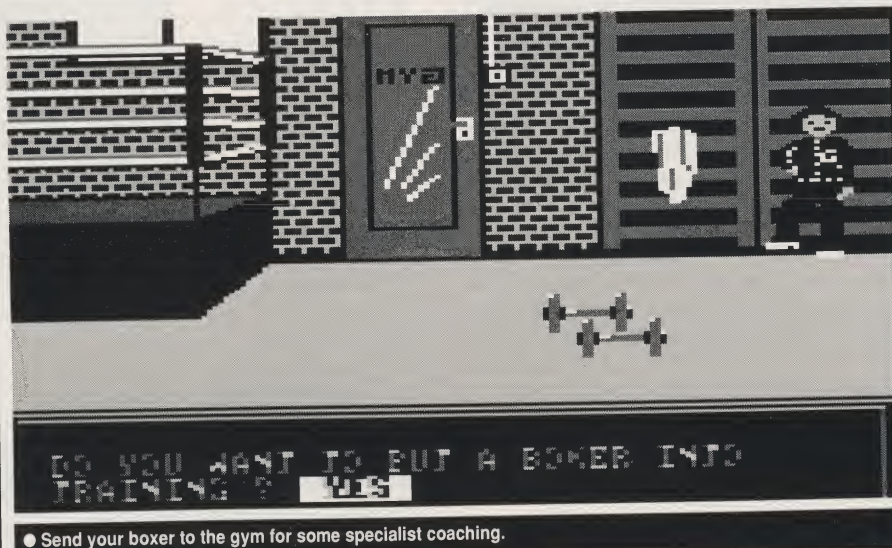 MYG
DO YOU WANT TO PUT A BOXER INTO
TRAINING ? YES
● Send your boxer to the gym for some specialist coaching.